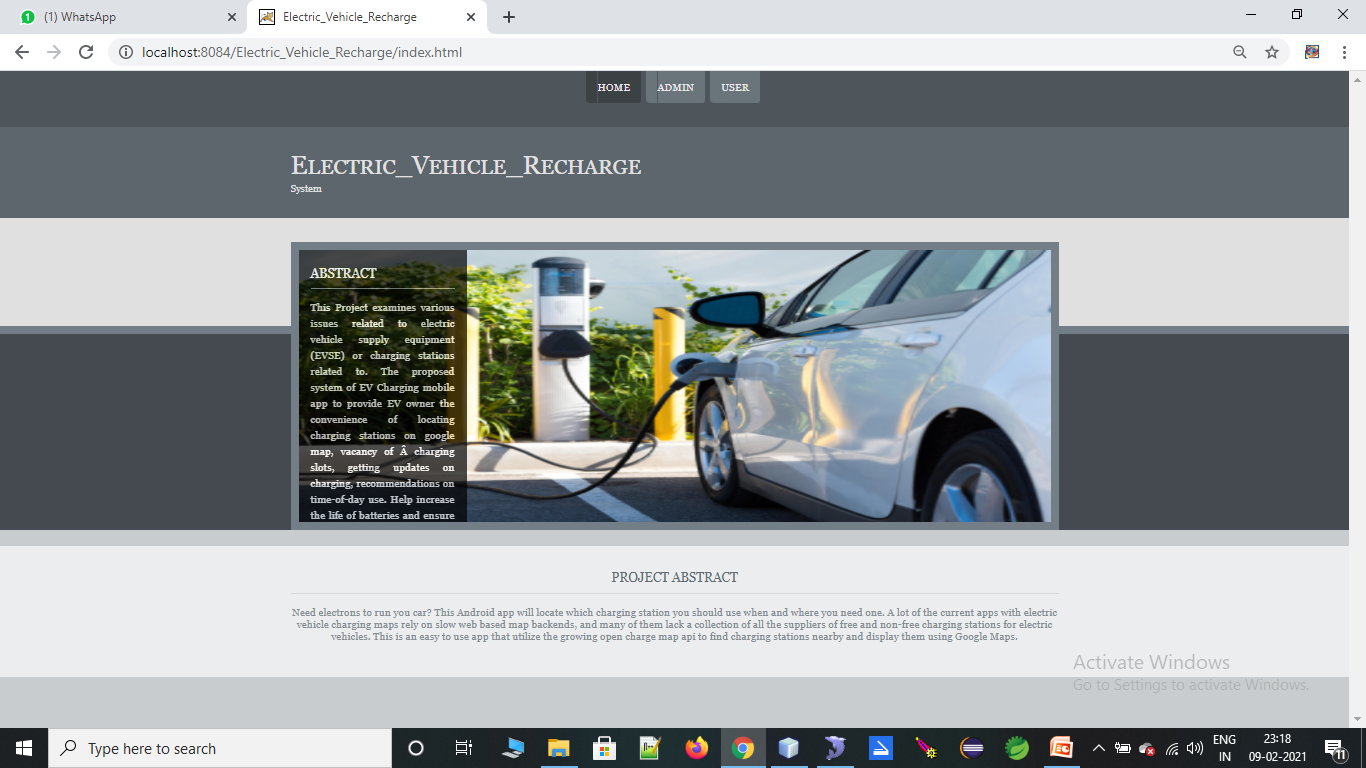 (1) WhatsApp
Electric_Vehicle_Recharge
localhost:8084/Electric_Vehicle_Recharge/index.html
HOME
ADMIN
USER
Electric_Vehicle_Recharge
System
ABSTRACT
This Project examines various
issues related to electric
vehicle supply equipment
(EVSE) or charging stations
related to. The proposed
system of EV Charging mobile
app to provide EV owner the
convenience of locating
charging stations on google
map, vacancy of Â charging
slots, getting updates on
charging, recommendations on
time-of-day use. Help increase
the life of batteries and ensure
PROJECT ABSTRACT
Need electrons to run you car? This Android app will locate which charging station you should use when and where you need one. A lot of the current apps with electric
vehicle charging maps rely on slow web based map backends, and many of them lack a collection of all the suppliers of free and non-free charging stations for electric
vehicles. This is an easy to use app that utilize the growing open charge map api to find charging stations nearby and display them using Google Maps.
Activate Windows
Go to Settings to activate Windows.
Type here to search
ENG
IN
23:18
09-02-2021
11